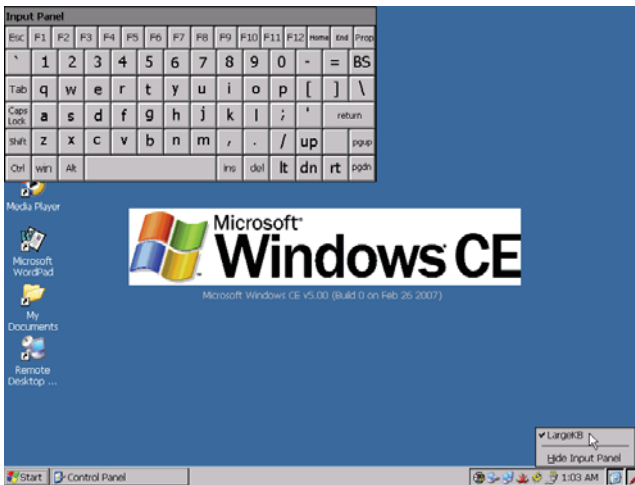 Input Panel
Esc F1 F2 F3 F4 F5 F6 F7 F8 F9 F10 F11 F12 Home End Prop
` 1 2 3 4 5 6 7 8 9 0 - = BS
Tab q w e r t y u i o p [ ] \
Caps Lock a s d f g h j k l ; ' return
Shift z x c v b n m , . / up pgup
Ctrl win Alt ins del lt dn rt pgdn
Media Player
Microsoft
WordPad
My
Documents
Remote
Desktop ...
Microsoft®
Windows CE
Microsoft Windows CE v5.00 (Build 0 on Feb 26 2007)
LargeKB
Hide Input Panel
Start Control Panel 1:03 AM